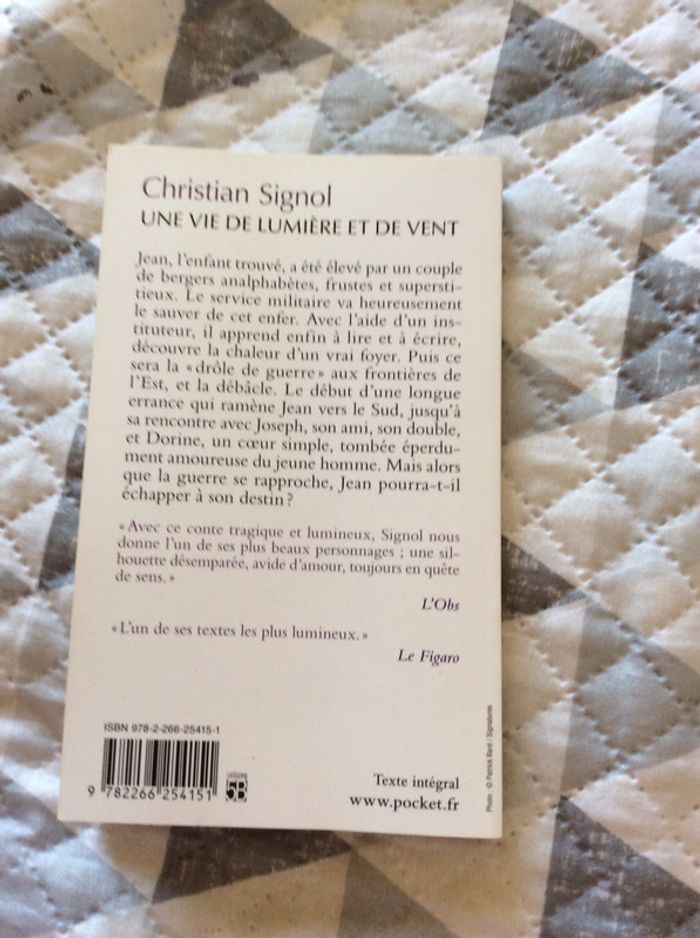 Christian Signol
UNE VIE DE LUMIÈRE ET DE VENT
Jean, l'enfant trouvé, a été élevé par un couple
de bergers analphabètes, frustes et supersti-
tieux. Le service militaire va heureusement
le sauver de cet enfer. Avec l'aide d'un ins-
tituteur, il apprend enfin à lire et à écrire,
découvre la chaleur d'un vrai foyer. Puis ce
sera la « drôle de guerre » aux frontières de
l'Est, et la débâcle. Le début d'une longue
errance qui ramène Jean vers le Sud, jusqu'à
sa rencontre avec Joseph, son ami, son double,
et Dorine, un cœur simple, tombée éperdu-
ment amoureuse du jeune homme. Mais alors
que la guerre se rapproche, Jean pourra-t-il
échapper à son destin ?
« Avec ce conte tragique et lumineux, Signol nous
donne l'un de ses plus beaux personnages ; une sil-
houette désemparée, avide d'amour, toujours en quête
de sens. »
L'Obs
« L'un de ses textes les plus lumineux. »
Le Figaro
ISBN 978-2-266-25415-1
9 782266 254151
5B
Texte intégral
www.pocket.fr
Photo : © Patrick Bard / Signatures